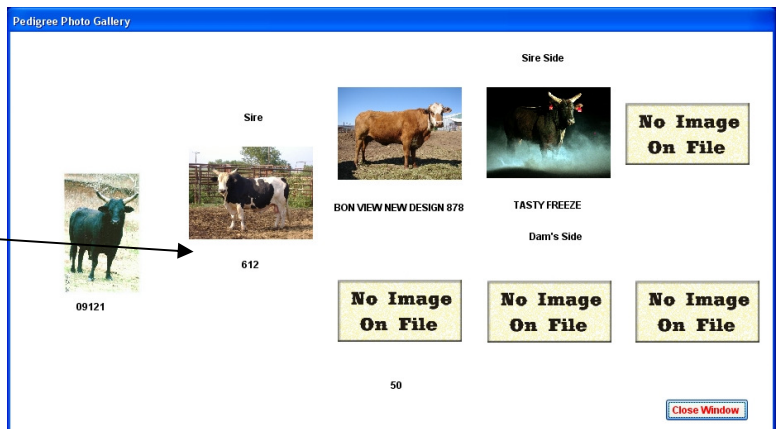 Pedigree Photo Gallery
Sire Side
Sire
No Image
On File
BON VIEW NEW DESIGN 878
TASTY FREEZE
Dam's Side
612
09121
No Image
On File
No Image
On File
No Image
On File
50
Close Window